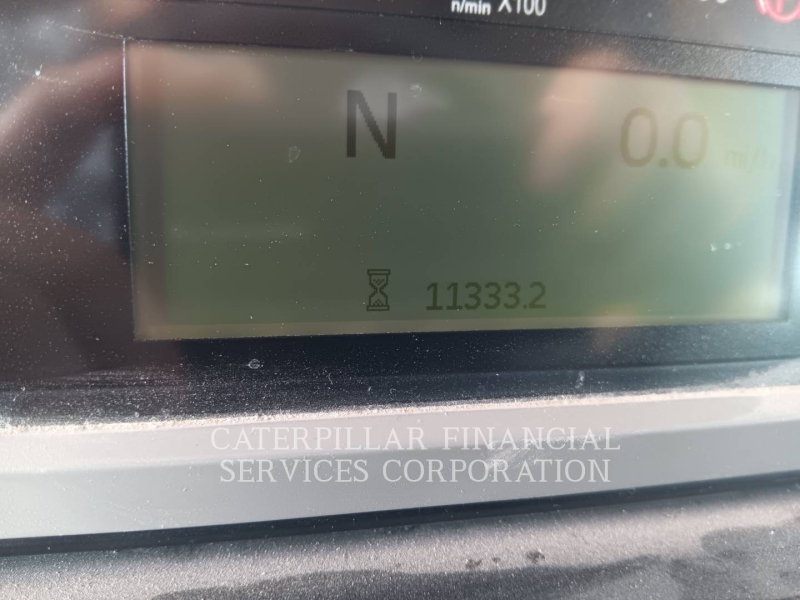 n/min X100
N
0.0
11333.2
CATERPILLAR FINANCIAL
SERVICES CORPORATION